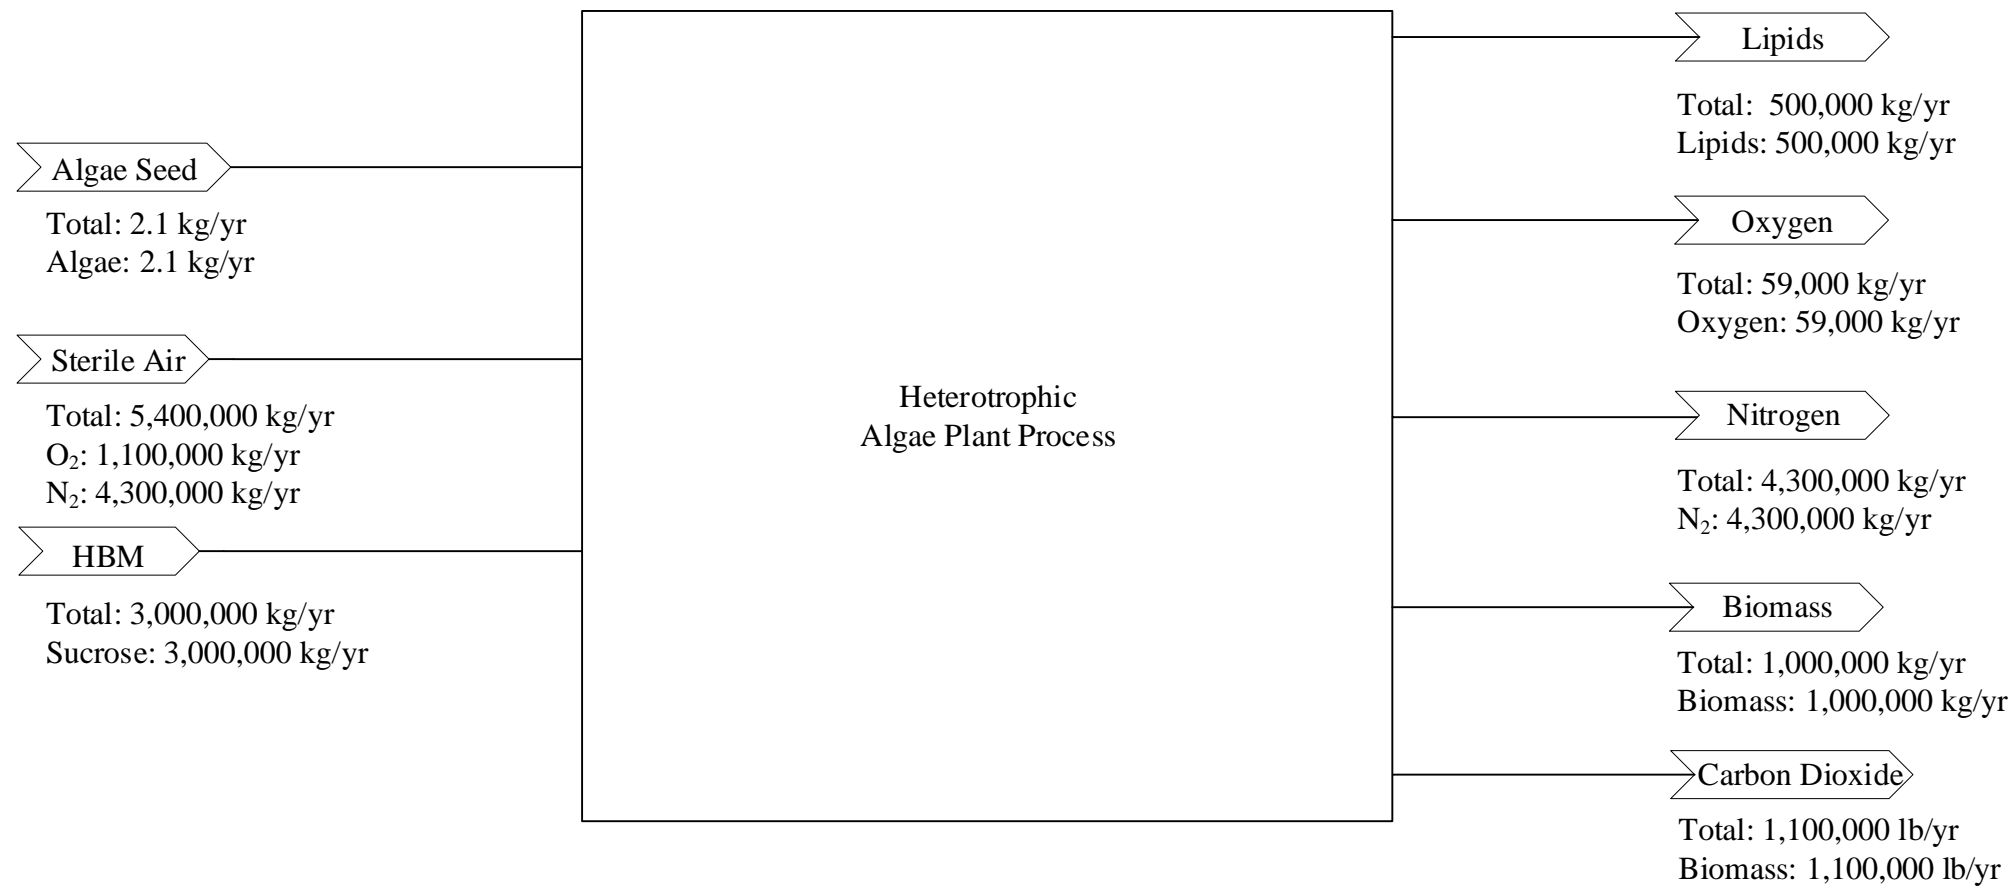 Algae Seed
Total: 2.1 kg/yr
Algae: 2.1 kg/yr
Sterile Air
Total: 5,400,000 kg/yr
O₂: 1,100,000 kg/yr
N₂: 4,300,000 kg/yr
HBM
Total: 3,000,000 kg/yr
Sucrose: 3,000,000 kg/yr
Heterotrophic
Algae Plant Process
Lipids
Total: 500,000 kg/yr
Lipids: 500,000 kg/yr
Oxygen
Total: 59,000 kg/yr
Oxygen: 59,000 kg/yr
Nitrogen
Total: 4,300,000 kg/yr
N₂: 4,300,000 kg/yr
Biomass
Total: 1,000,000 kg/yr
Biomass: 1,000,000 kg/yr
Carbon Dioxide
Total: 1,100,000 lb/yr
Biomass: 1,100,000 lb/yr